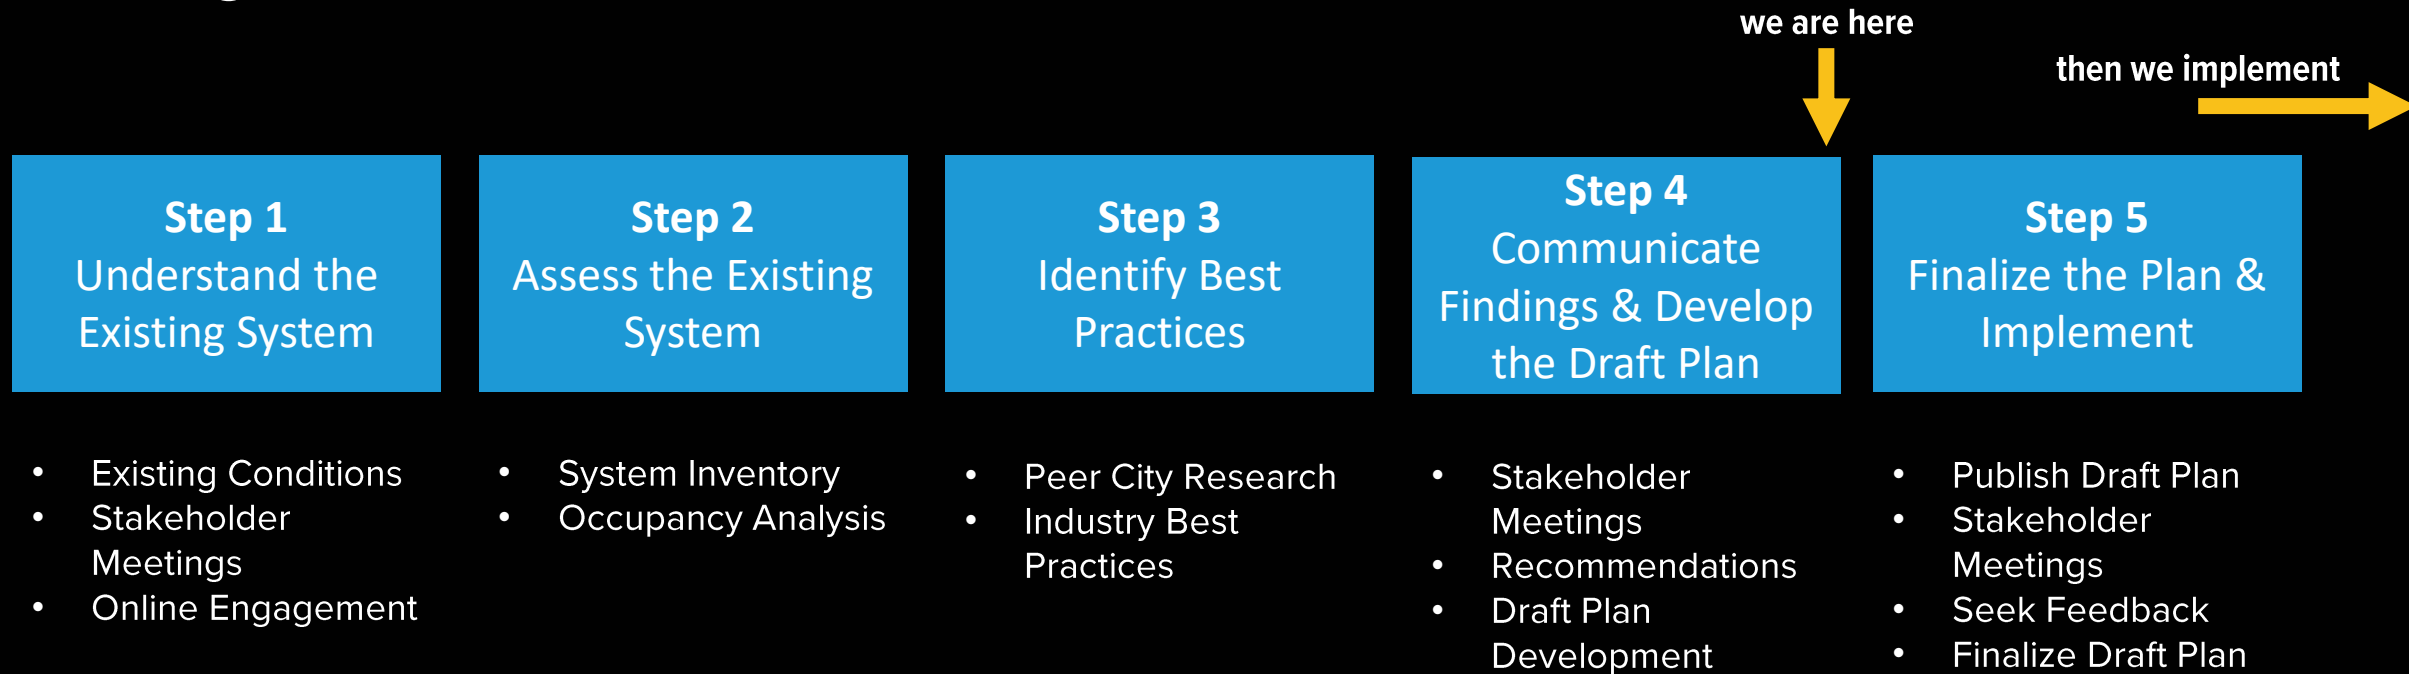 we are here
then we implement
Step 1
Understand the
Existing System
• Existing Conditions
• Stakeholder
Meetings
• Online Engagement
Step 2
Assess the Existing
System
• System Inventory
• Occupancy Analysis
Step 3
Identify Best
Practices
• Peer City Research
• Industry Best
Practices
Step 4
Communicate
Findings & Develop
the Draft Plan
• Stakeholder
Meetings
• Recommendations
• Draft Plan
Development
Step 5
Finalize the Plan &
Implement
• Publish Draft Plan
• Stakeholder
Meetings
• Seek Feedback
• Finalize Draft Plan